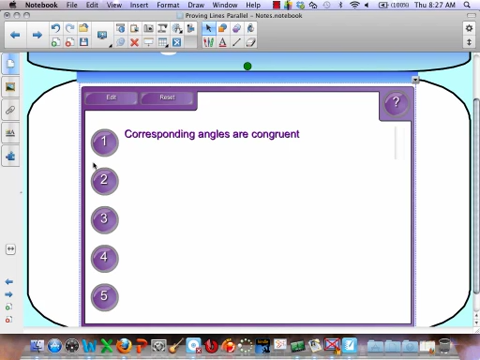 Notebook File Edit View Insert Format Draw Window Help (100%) Thu 8:27 AM
Proving Lines Parallel – Notes.notebook
Edit Reset ?
1 Corresponding angles are congruent
2
3
4
5